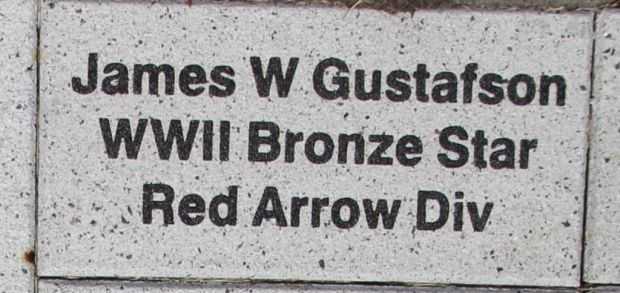 James W Gustafson
WWII Bronze Star
Red Arrow Div